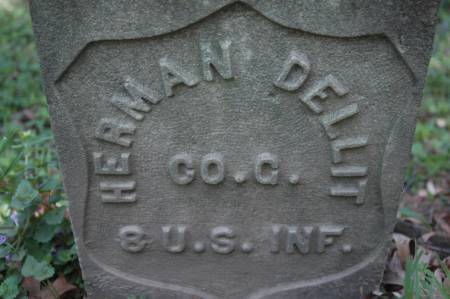 HERMAN DELLIT
CO. G.
8 U.S. INF.